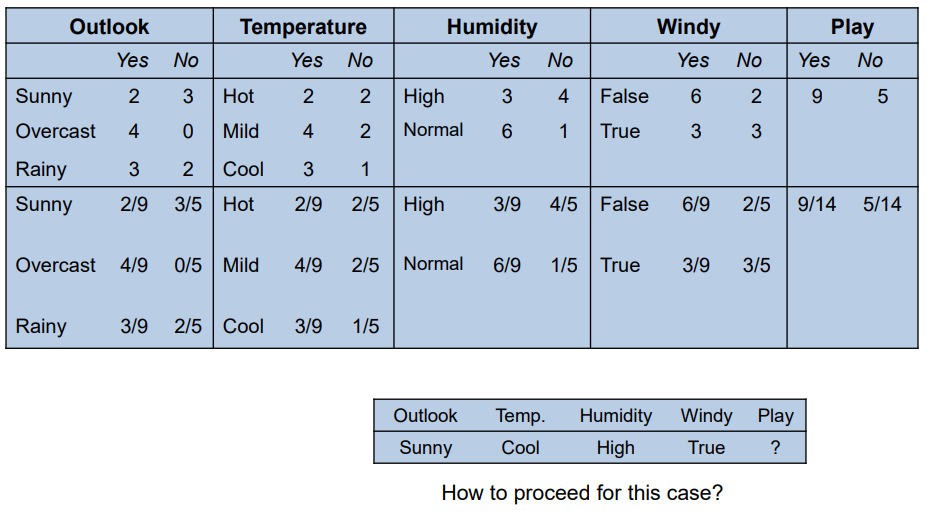 Outlook Temperature Humidity Windy Play
Yes No Yes No Yes No Yes No Yes No
Sunny 2 3 Hot 2 2 High 3 4 False 6 2 9 5
Overcast 4 0 Mild 4 2 Normal 6 1 True 3 3
Rainy 3 2 Cool 3 1
Sunny 2/9 3/5 Hot 2/9 2/5 High 3/9 4/5 False 6/9 2/5 9/14 5/14
Overcast 4/9 0/5 Mild 4/9 2/5 Normal 6/9 1/5 True 3/9 3/5
Rainy 3/9 2/5 Cool 3/9 1/5
Outlook Temp. Humidity Windy Play
Sunny Cool High True ?
How to proceed for this case?